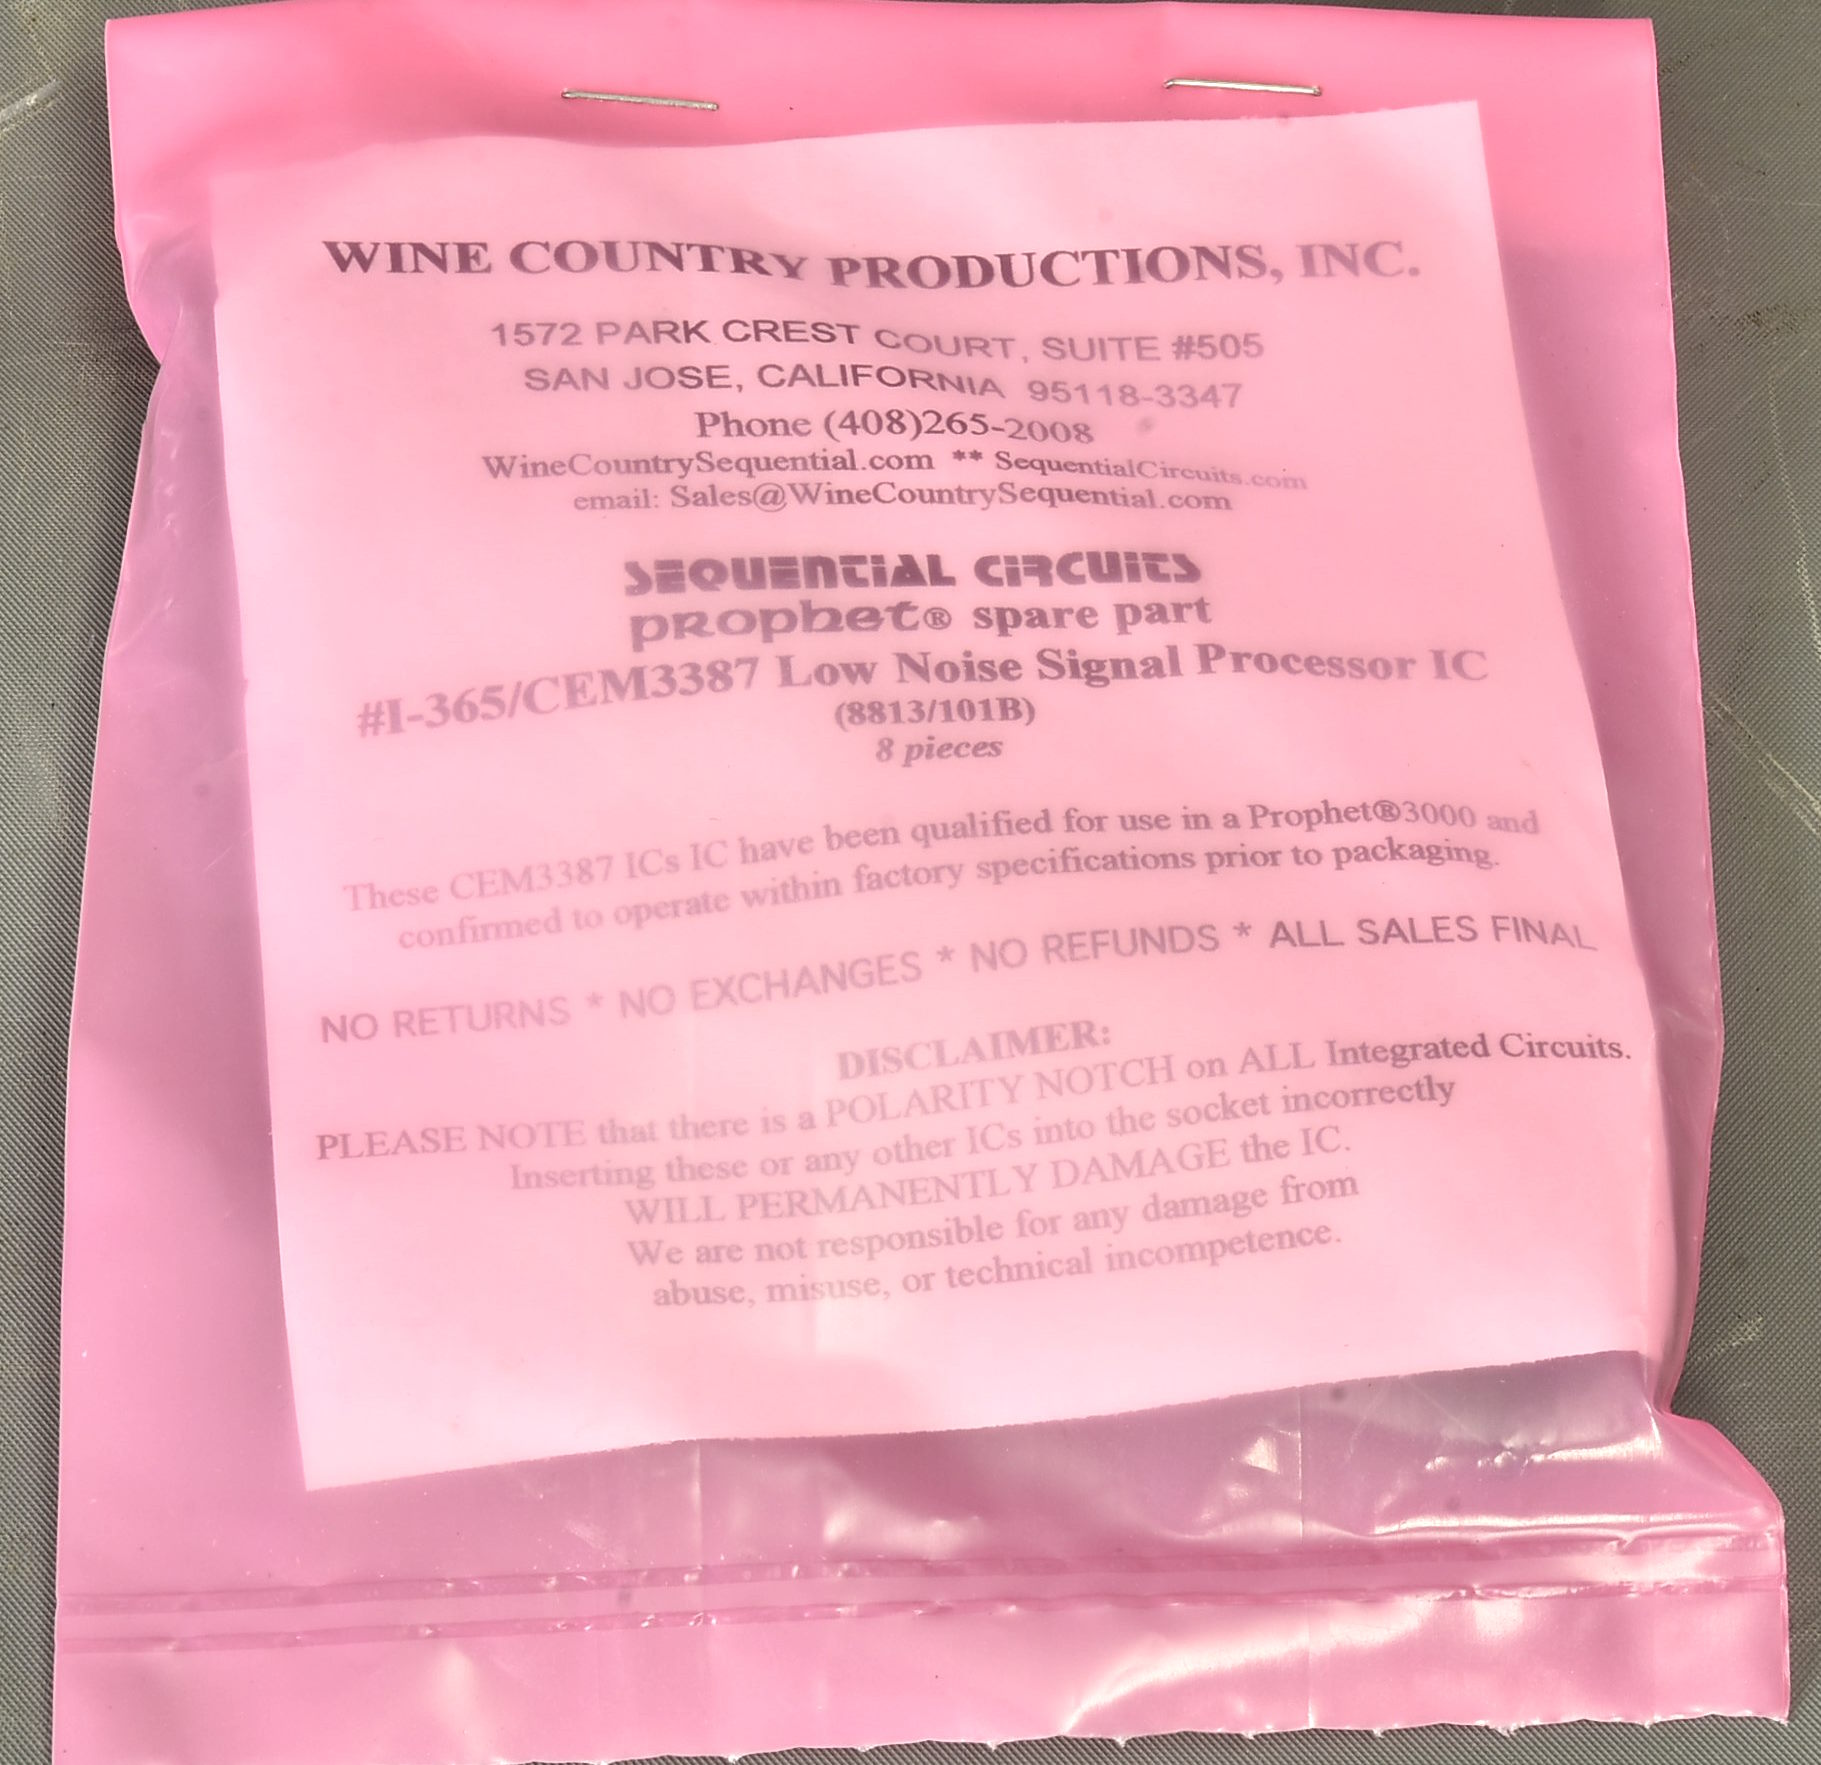 WINE COUNTRY PRODUCTIONS, INC.
1572 PARK CREST COURT, SUITE #505
SAN JOSE, CALIFORNIA 95118-3347
Phone (408)265-2008
WineCountrySequential.com ** SequentialCircuits.com
email: Sales@WineCountrySequential.com
SEQUENTIAL CIRCUITS
PROPHET® spare part
#I-365/CEM3387 Low Noise Signal Processor IC
(8813/101B)
8 pieces
These CEM3387 ICs IC have been qualified for use in a Prophet®3000 and
confirmed to operate within factory specifications prior to packaging.
NO RETURNS * NO EXCHANGES * NO REFUNDS * ALL SALES FINAL
DISCLAIMER:
PLEASE NOTE that there is a POLARITY NOTCH on ALL Integrated Circuits.
Inserting these or any other ICs into the socket incorrectly
WILL PERMANENTLY DAMAGE the IC.
We are not responsible for any damage from
abuse, misuse, or technical incompetence.